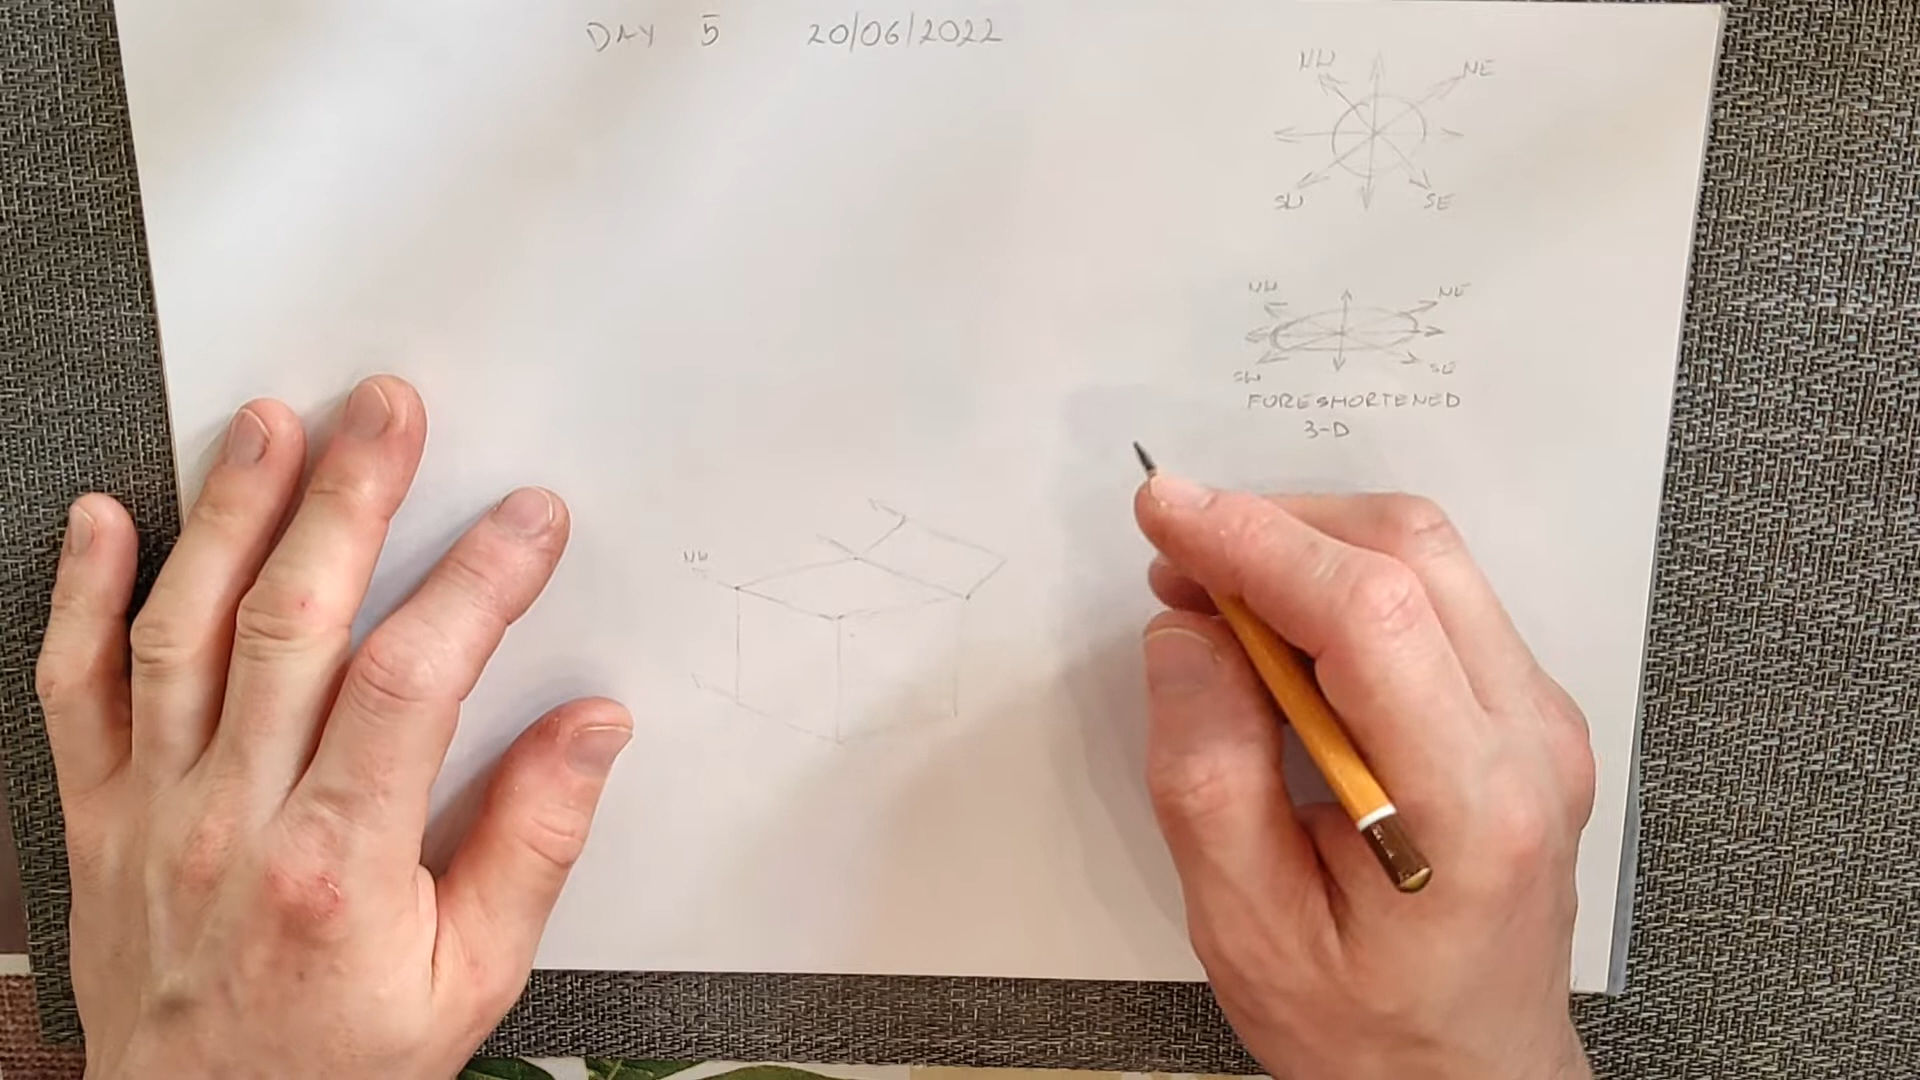 DAY 5 20/06/2022
NW NE
SW SE
NW NE
SW SE
FORESHORTENED
3-D
NW